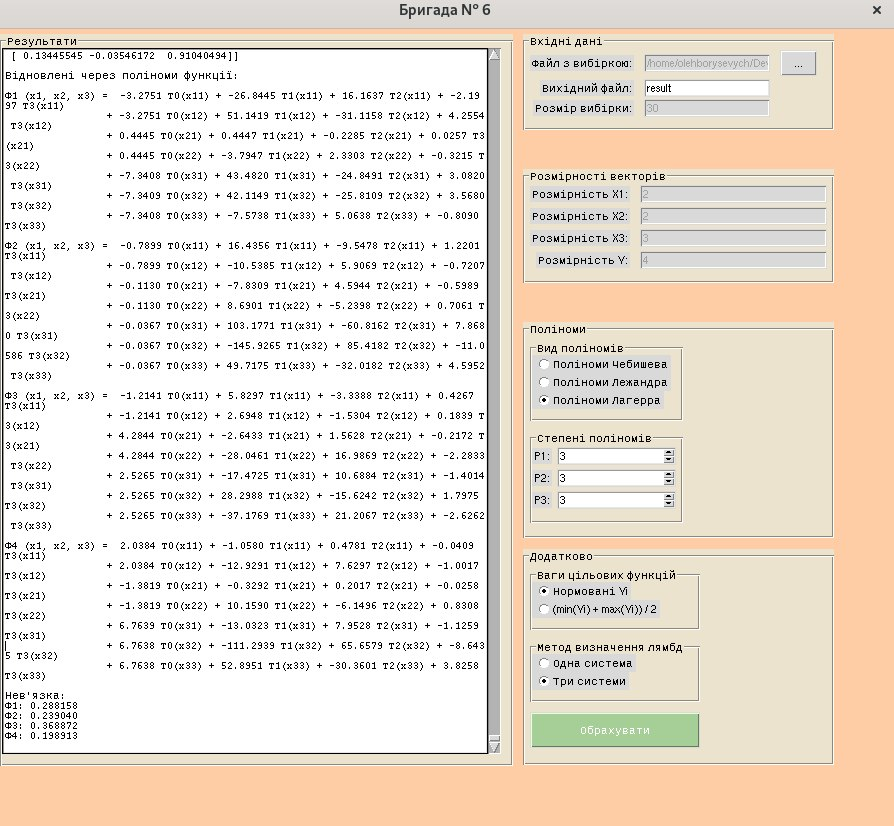 Бригада № 6
Результати
[ 0.13445545 -0.03546172  0.91040494]]
Відновлені через поліноми функції:
Ф1 (x1, x2, x3) =  -3.2751 T0(x11) + -26.8445 T1(x11) + 16.1637 T2(x11) + -2.19
97 T3(x11)
+ -3.2751 T0(x12) + 51.1419 T1(x12) + -31.1158 T2(x12) + 4.2554
T3(x12)
+ 0.4445 T0(x21) + 0.4447 T1(x21) + -0.2285 T2(x21) + 0.0257 T3
(x21)
+ 0.4445 T0(x22) + -3.7947 T1(x22) + 2.3303 T2(x22) + -0.3215 T
3(x22)
+ -7.3408 T0(x31) + 43.4820 T1(x31) + -24.8491 T2(x31) + 3.0820
T3(x31)
+ -7.3409 T0(x32) + 42.1149 T1(x32) + -25.8109 T2(x32) + 3.5680
T3(x32)
+ -7.3408 T0(x33) + -7.5738 T1(x33) + 5.0638 T2(x33) + -0.8090
T3(x33)
Ф2 (x1, x2, x3) =  -0.7899 T0(x11) + 16.4356 T1(x11) + -9.5478 T2(x11) + 1.2201
T3(x11)
+ -0.7899 T0(x12) + -10.5385 T1(x12) + 5.9069 T2(x12) + -0.7207
T3(x12)
+ -0.1130 T0(x21) + -7.8309 T1(x21) + 4.5944 T2(x21) + -0.5989
T3(x21)
+ -0.1130 T0(x22) + 8.6901 T1(x22) + -5.2398 T2(x22) + 0.7061 T
3(x22)
+ -0.0367 T0(x31) + 103.1771 T1(x31) + -60.8162 T2(x31) + 7.868
0 T3(x31)
+ -0.0367 T0(x32) + -145.9265 T1(x32) + 85.4182 T2(x32) + -11.0
586 T3(x32)
+ -0.0367 T0(x33) + 49.7175 T1(x33) + -32.0182 T2(x33) + 4.5952
T3(x33)
Ф3 (x1, x2, x3) =  -1.2141 T0(x11) + 5.8297 T1(x11) + -3.3388 T2(x11) + 0.4267
T3(x11)
+ -1.2141 T0(x12) + 2.6948 T1(x12) + -1.5304 T2(x12) + 0.1839 T
3(x12)
+ 4.2844 T0(x21) + -2.6433 T1(x21) + 1.5628 T2(x21) + -0.2172 T
3(x21)
+ 4.2844 T0(x22) + -28.0461 T1(x22) + 16.9869 T2(x22) + -2.2833
T3(x22)
+ 2.5265 T0(x31) + -17.4725 T1(x31) + 10.6884 T2(x31) + -1.4014
T3(x31)
+ 2.5265 T0(x32) + 28.2988 T1(x32) + -15.6242 T2(x32) + 1.7975
T3(x32)
+ 2.5265 T0(x33) + -37.1769 T1(x33) + 21.2067 T2(x33) + -2.6262
T3(x33)
Ф4 (x1, x2, x3) =  2.0384 T0(x11) + -1.0580 T1(x11) + 0.4781 T2(x11) + -0.0409
T3(x11)
+ 2.0384 T0(x12) + -12.9291 T1(x12) + 7.6297 T2(x12) + -1.0017
T3(x12)
+ -1.3819 T0(x21) + -0.3292 T1(x21) + 0.2017 T2(x21) + -0.0258
T3(x21)
+ -1.3819 T0(x22) + 10.1590 T1(x22) + -6.1496 T2(x22) + 0.8308
T3(x22)
+ 6.7639 T0(x31) + -13.0323 T1(x31) + 7.9528 T2(x31) + -1.1259
T3(x31)
+ 6.7638 T0(x32) + -111.2939 T1(x32) + 65.6579 T2(x32) + -8.643
5 T3(x32)
+ 6.7638 T0(x33) + 52.8951 T1(x33) + -30.3601 T2(x33) + 3.8258
T3(x33)
Нев'язка:
Ф1: 0.288158
Ф2: 0.239040
Ф3: 0.368872
Ф4: 0.198913
Вхідні дані
Файл з вибіркою: /home/olehborysevych/Dev ...
Вихідний файл: result
Розмір вибірки: 30
Розмірності векторів
Розмірність X1: 2
Розмірність X2: 2
Розмірність X3: 3
Розмірність Y: 4
Поліноми
Вид поліномів
Поліноми Чебишева
Поліноми Лежандра
Поліноми Лагерра
Степені поліномів
P1: 3
P2: 3
P3: 3
Додатково
Ваги цільових функцій
Нормовані Yi
(min(Yi) + max(Yi)) / 2
Метод визначення лямбд
Одна система
Три системи
Обрахувати